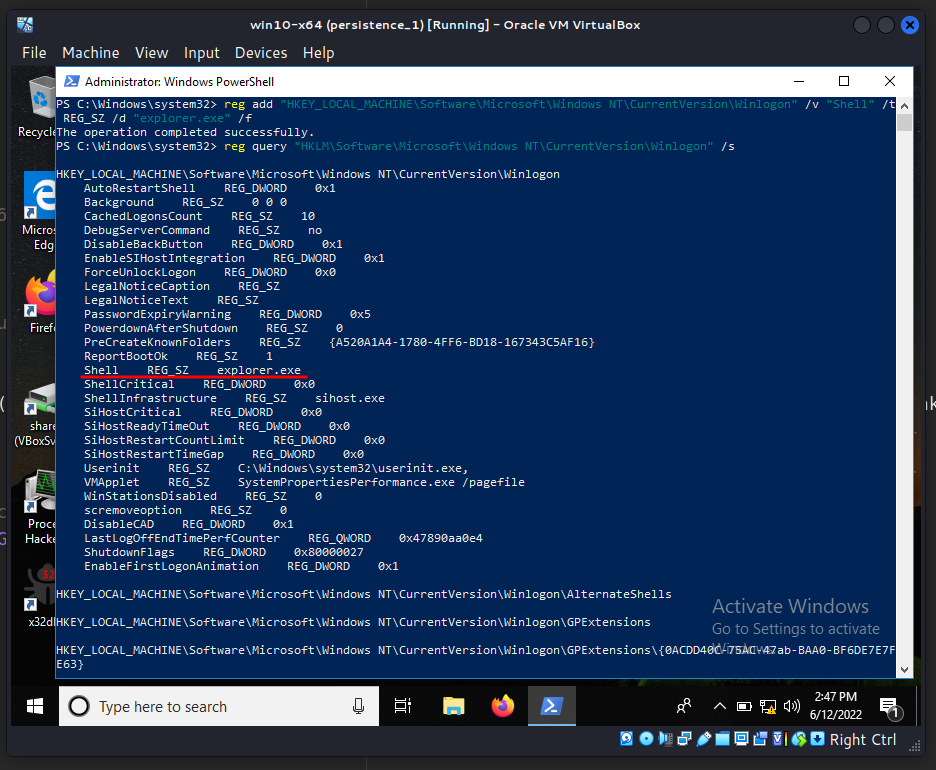 win10-x64 (persistence_1) [Running] - Oracle VM VirtualBox
File Machine View Input Devices Help
Administrator: Windows PowerShell
PS C:\Windows\system32> reg add "HKEY_LOCAL_MACHINE\Software\Microsoft\Windows NT\CurrentVersion\Winlogon" /v "Shell" /t
REG_SZ /d "explorer.exe" /f
The operation completed successfully.
PS C:\Windows\system32> reg query "HKLM\Software\Microsoft\Windows NT\CurrentVersion\Winlogon" /s
HKEY_LOCAL_MACHINE\Software\Microsoft\Windows NT\CurrentVersion\Winlogon
AutoRestartShell REG_DWORD 0x1
Background REG_SZ 0 0 0
CachedLogonsCount REG_SZ 10
DebugServerCommand REG_SZ no
DisableBackButton REG_DWORD 0x1
EnableSIHostIntegration REG_DWORD 0x1
ForceUnlockLogon REG_DWORD 0x0
LegalNoticeCaption REG_SZ
LegalNoticeText REG_SZ
PasswordExpiryWarning REG_DWORD 0x5
PowerdownAfterShutdown REG_SZ 0
PreCreateKnownFolders REG_SZ {A520A1A4-1780-4FF6-BD18-167343C5AF16}
ReportBootOk REG_SZ 1
Shell REG_SZ explorer.exe
ShellCritical REG_DWORD 0x0
ShellInfrastructure REG_SZ sihost.exe
SiHostCritical REG_DWORD 0x0
SiHostReadyTimeOut REG_DWORD 0x0
SiHostRestartCountLimit REG_DWORD 0x0
SiHostRestartTimeGap REG_DWORD 0x0
Userinit REG_SZ C:\Windows\system32\userinit.exe,
VMApplet REG_SZ SystemPropertiesPerformance.exe /pagefile
WinStationsDisabled REG_SZ 0
scremoveoption REG_SZ 0
DisableCAD REG_DWORD 0x1
LastLogOffEndTimePerfCounter REG_QWORD 0x47890aa0e4
ShutdownFlags REG_DWORD 0x80000027
EnableFirstLogonAnimation REG_DWORD 0x1
HKEY_LOCAL_MACHINE\Software\Microsoft\Windows NT\CurrentVersion\Winlogon\AlternateShells
HKEY_LOCAL_MACHINE\Software\Microsoft\Windows NT\CurrentVersion\Winlogon\GPExtensions
HKEY_LOCAL_MACHINE\Software\Microsoft\Windows NT\CurrentVersion\Winlogon\GPExtensions\{0ACDD40C-75AC-47ab-BAA0-BF6DE7E7F
E63}
Recycle
Micros
Edg
Firef
share
(VBoxSv
Proce
Hacke
x32d
Activate Windows
Go to Settings to activate
Type here to search
2:47 PM
6/12/2022
1
Right Ctrl